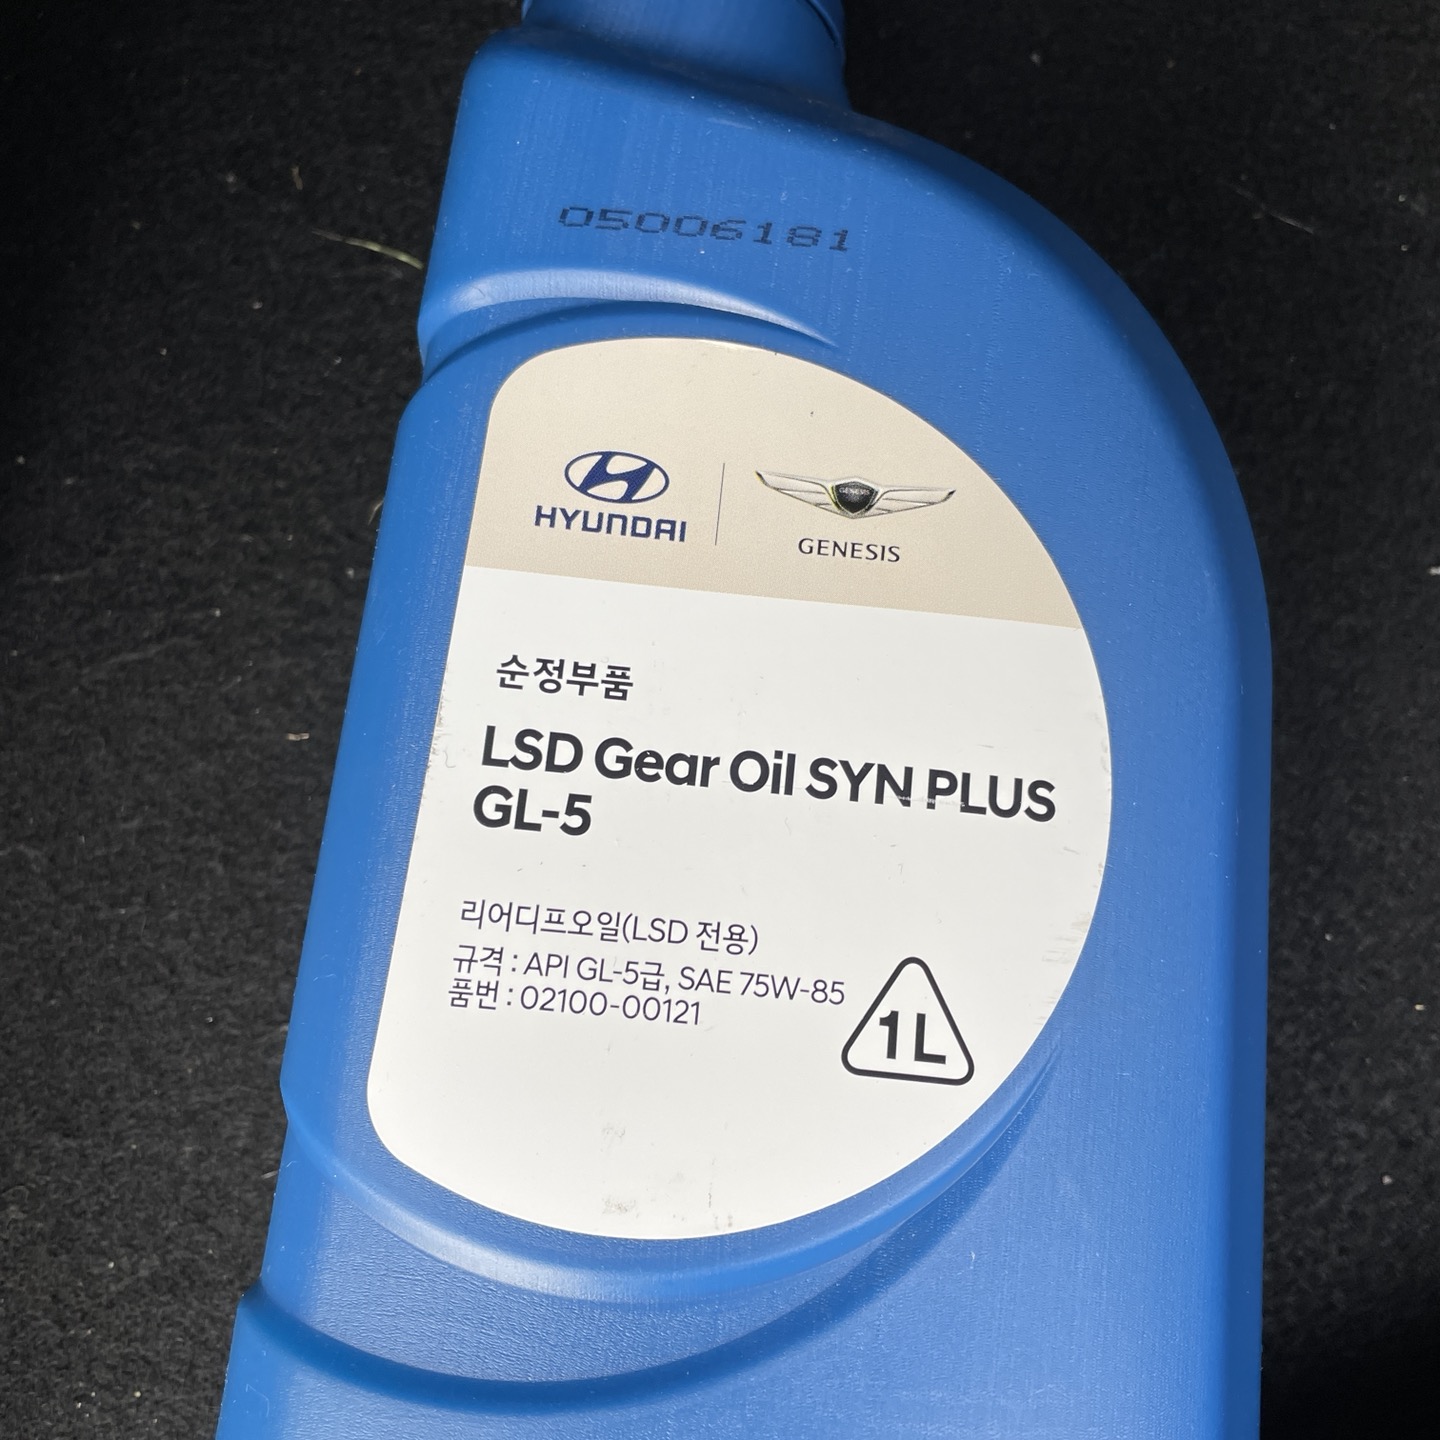 05006181
HYUNDAI
GENESIS
GENESIS
순정부품
LSD Gear Oil SYN PLUS
GL-5
리어디프오일(LSD 전용)
규격 : API GL-5급, SAE 75W-85
품번 : 02100-00121
1L